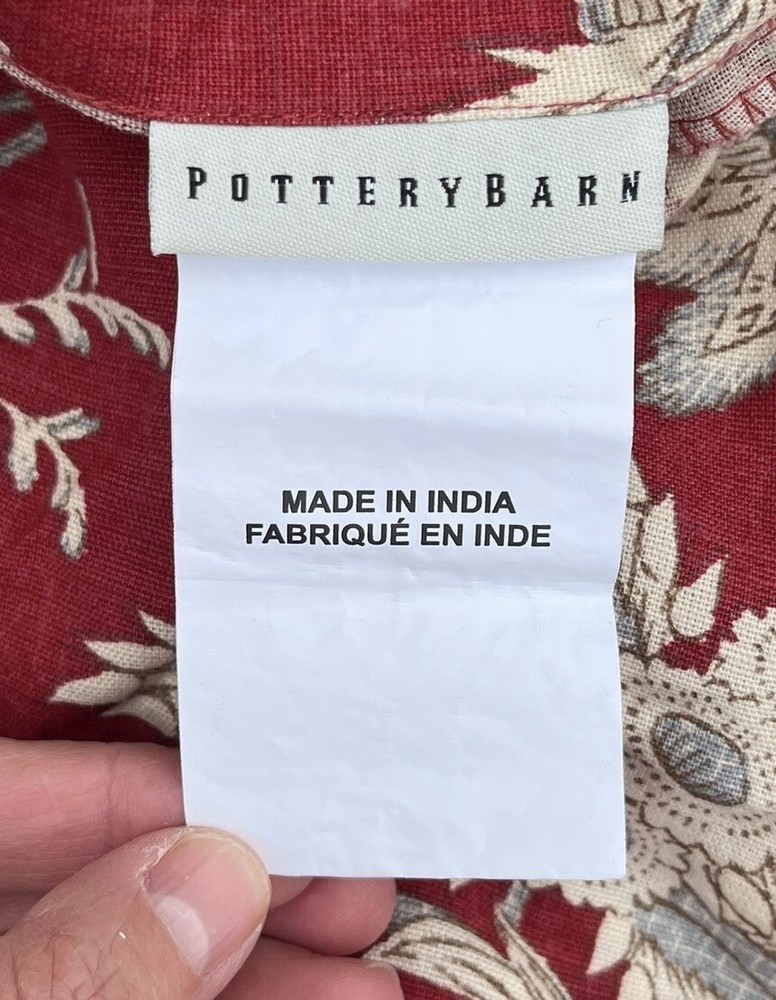 POTTERYBARN
MADE IN INDIA
FABRIQUÉ EN INDE